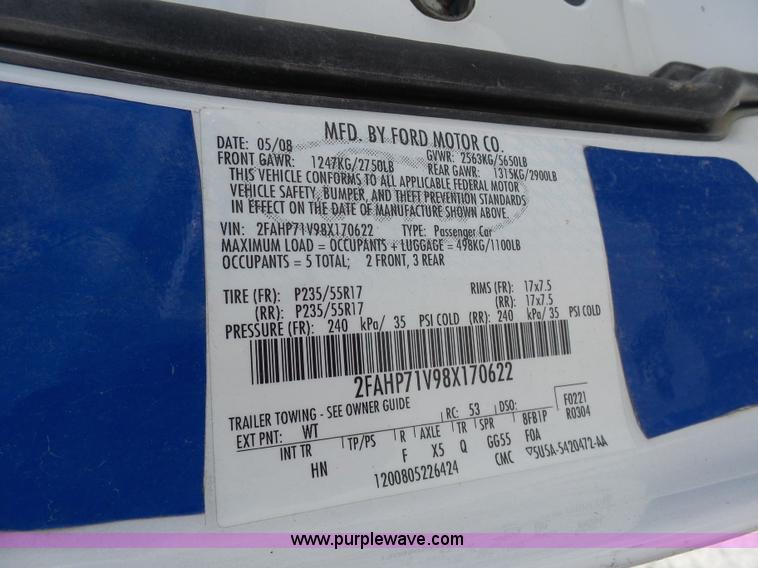 MFD. BY FORD MOTOR CO.
DATE: 05/08 GVWR: 2563KG/5650LB
FRONT GAWR: 1247KG/2750LB REAR GAWR: 1315KG/2900LB
THIS VEHICLE CONFORMS TO ALL APPLICABLE FEDERAL MOTOR
VEHICLE SAFETY, BUMPER, AND THEFT PREVENTION STANDARDS
IN EFFECT ON THE DATE OF MANUFACTURE SHOWN ABOVE.
VIN: 2FAHP71V98X170622 TYPE: Passenger Car
MAXIMUM LOAD = OCCUPANTS + LUGGAGE = 498KG/1100LB
OCCUPANTS = 5 TOTAL; 2 FRONT, 3 REAR
TIRE (FR): P235/55R17 RIMS (FR): 17x7.5
(RR): P235/55R17 (RR): 17x7.5
PRESSURE (FR): 240 kPa/ 35 PSI COLD (RR): 240 kPa/ 35 PSI COLD
2FAHP71V98X170622
TRAILER TOWING - SEE OWNER GUIDE F0221
EXT PNT: WT RC: 53 DSO: 8FB1P R0304
INT TR TP/PS R AXLE TR SPR F0A
HN F X5 Q GG55 5U5A-5420472-AA
1200805226424 CMC
www.purplewave.com